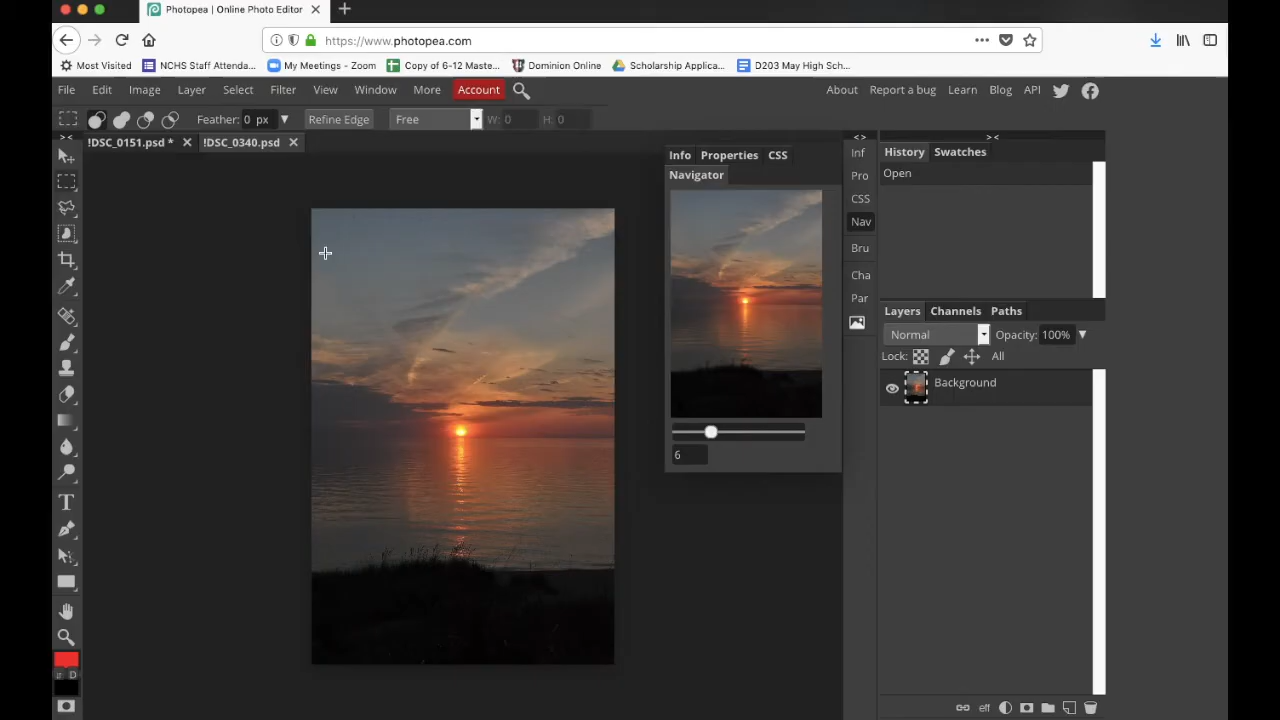 Photopea | Online Photo Editor
https://www.photopea.com
Most Visited NCHS Staff Attenda... My Meetings - Zoom Copy of 6-12 Maste... Dominion Online Scholarship Applica... D203 May High Sch...
File Edit Image Layer Select Filter View Window More Account About Report a bug Learn Blog API
Feather: 0 px Refine Edge Free W: 0 H: 0
!DSC_0151.psd * !DSC_0340.psd
Info Properties CSS
Navigator
6
Inf
Pro
CSS
Nav
Bru
Cha
Par
History Swatches
Open
Layers Channels Paths
Normal Opacity: 100%
Lock: All
Background
T
D
eff